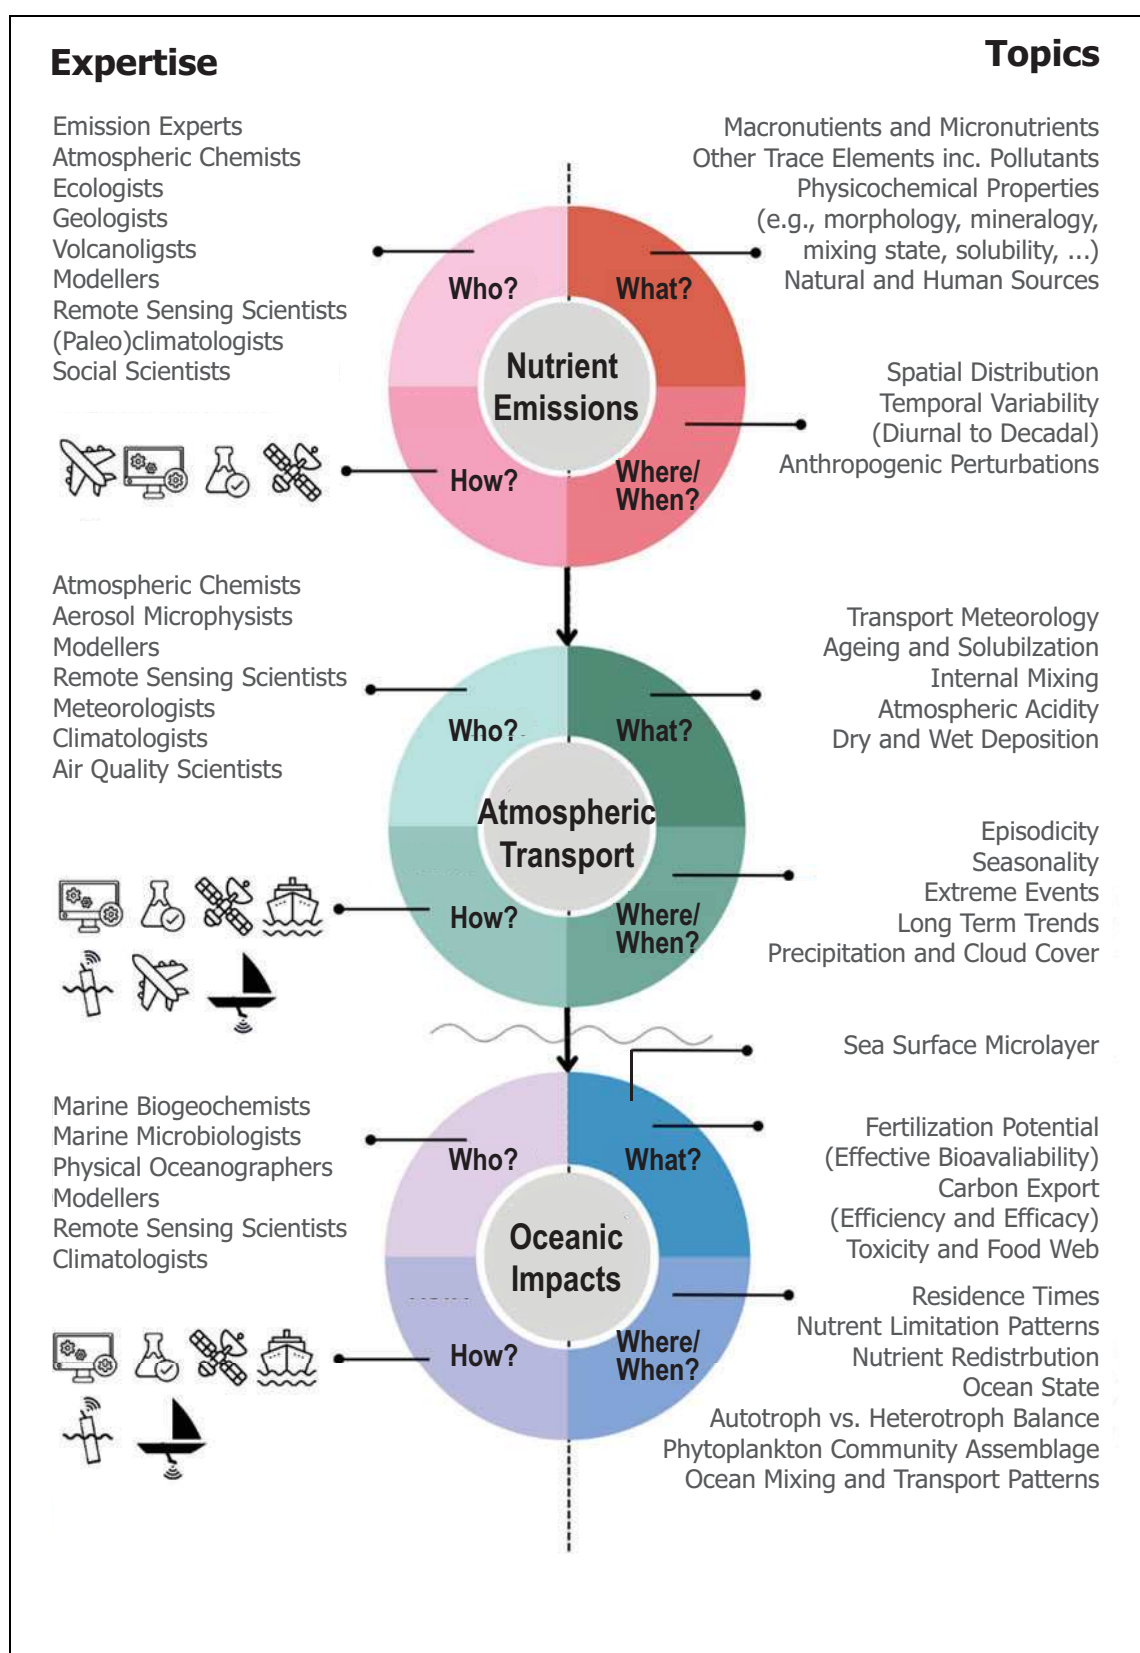 Expertise
Topics
Emission Experts
Atmospheric Chemists
Ecologists
Geologists
Volcanoligsts
Modellers
Remote Sensing Scientists
(Paleo)climatologists
Social Scientists
Macronutients and Micronutrients
Other Trace Elements inc. Pollutants
Physicochemical Properties
(e.g., morphology, mineralogy,
mixing state, solubility, ...)
Natural and Human Sources
Who?
What?
Nutrient
Emissions
How?
Where/
When?
Spatial Distribution
Temporal Variability
(Diurnal to Decadal)
Anthropogenic Perturbations
Atmospheric Chemists
Aerosol Microphysists
Modellers
Remote Sensing Scientists
Meteorologists
Climatologists
Air Quality Scientists
Transport Meteorology
Ageing and Solubilzation
Internal Mixing
Atmospheric Acidity
Dry and Wet Deposition
Who?
What?
Atmospheric
Transport
How?
Where/
When?
Episodicity
Seasonality
Extreme Events
Long Term Trends
Precipitation and Cloud Cover
Sea Surface Microlayer
Marine Biogeochemists
Marine Microbiologists
Physical Oceanographers
Modellers
Remote Sensing Scientists
Climatologists
Fertilization Potential
(Effective Bioavaliability)
Carbon Export
(Efficiency and Efficacy)
Toxicity and Food Web
Who?
What?
Oceanic
Impacts
How?
Where/
When?
Residence Times
Nutrent Limitation Patterns
Nutrient Redistrbution
Ocean State
Autotroph vs. Heterotroph Balance
Phytoplankton Community Assemblage
Ocean Mixing and Transport Patterns